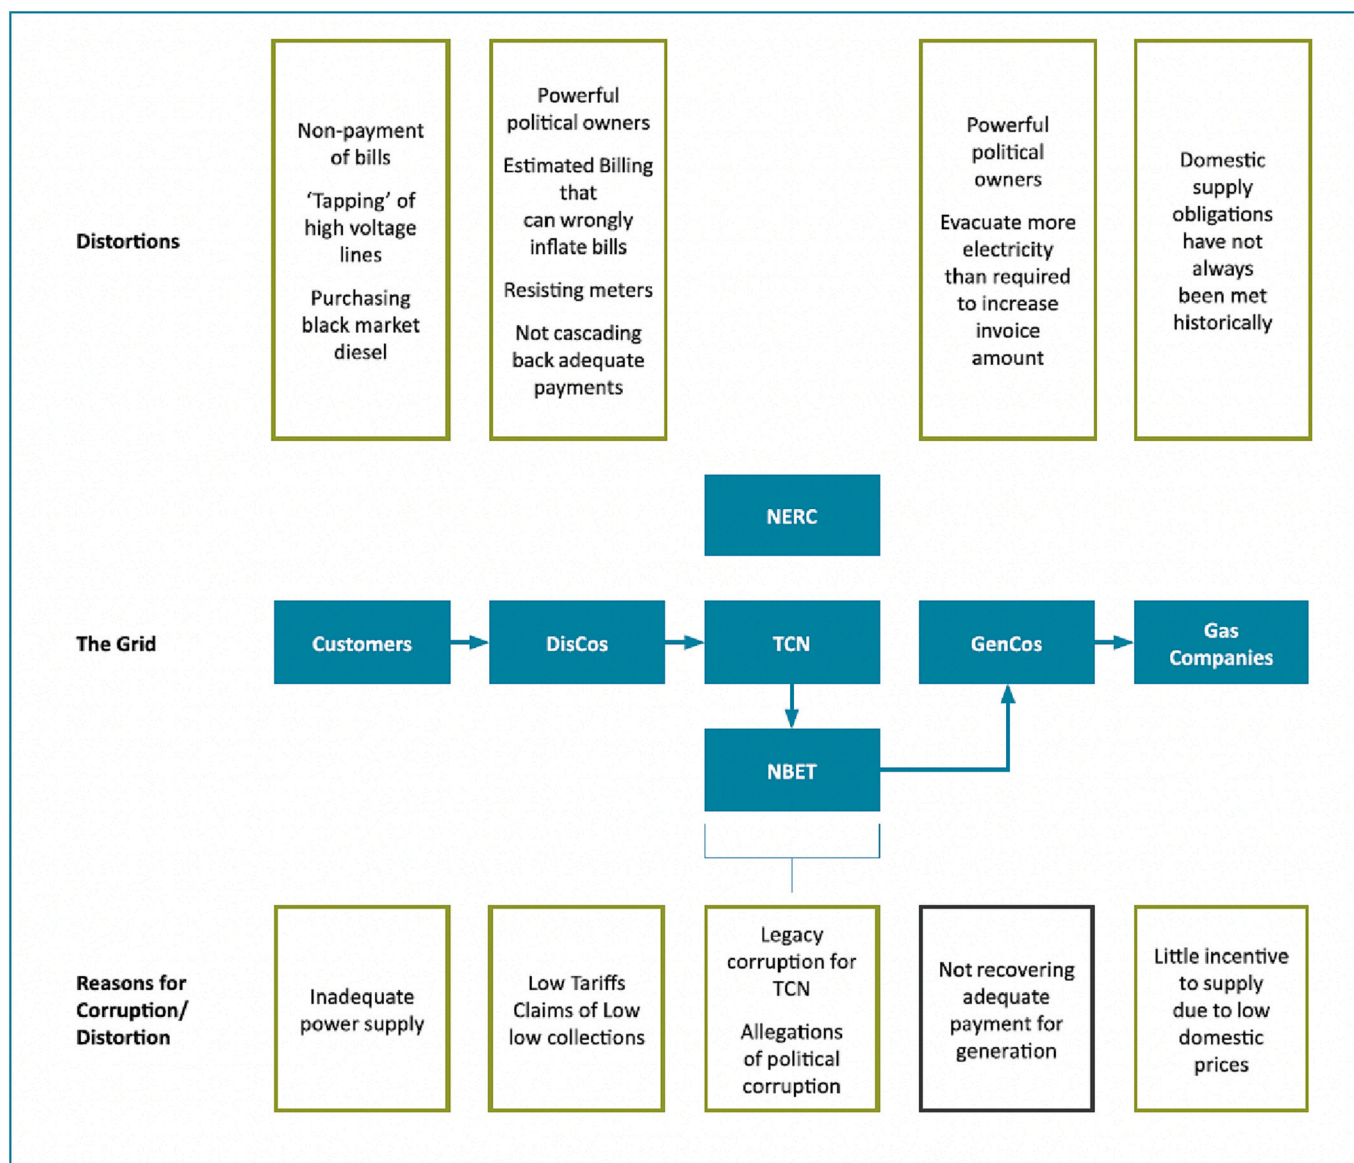 Distortions
Non-payment
of bills
‘Tapping’ of
high voltage
lines
Purchasing
black market
diesel
Powerful
political owners
Estimated Billing
that
can wrongly
inflate bills
Resisting meters
Not cascading
back adequate
payments
Powerful
political
owners
Evacuate more
electricity
than required
to increase
invoice
amount
Domestic
supply
obligations
have not
always
been met
historically
NERC
The Grid
Customers
DisCos
TCN
GenCos
Gas
Companies
NBET
Reasons for
Corruption/
Distortion
Inadequate
power supply
Low Tariffs
Claims of Low
low collections
Legacy
corruption for
TCN
Allegations
of political
corruption
Not recovering
adequate
payment for
generation
Little incentive
to supply
due to low
domestic
prices